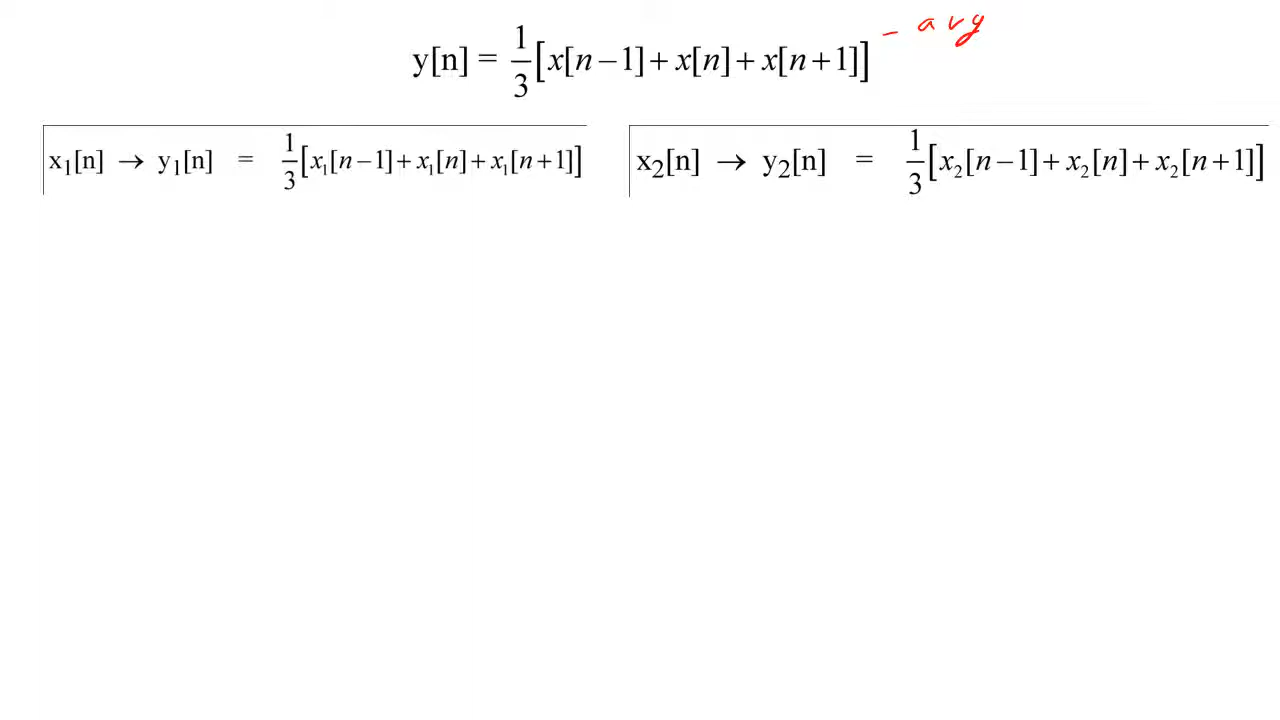 y[n] = 1/3 [x[n−1]+x[n]+x[n+1]] - avg
x₁[n] → y₁[n] = 1/3 [x₁[n−1]+x₁[n]+x₁[n+1]]
x₂[n] → y₂[n] = 1/3 [x₂[n−1]+x₂[n]+x₂[n+1]]